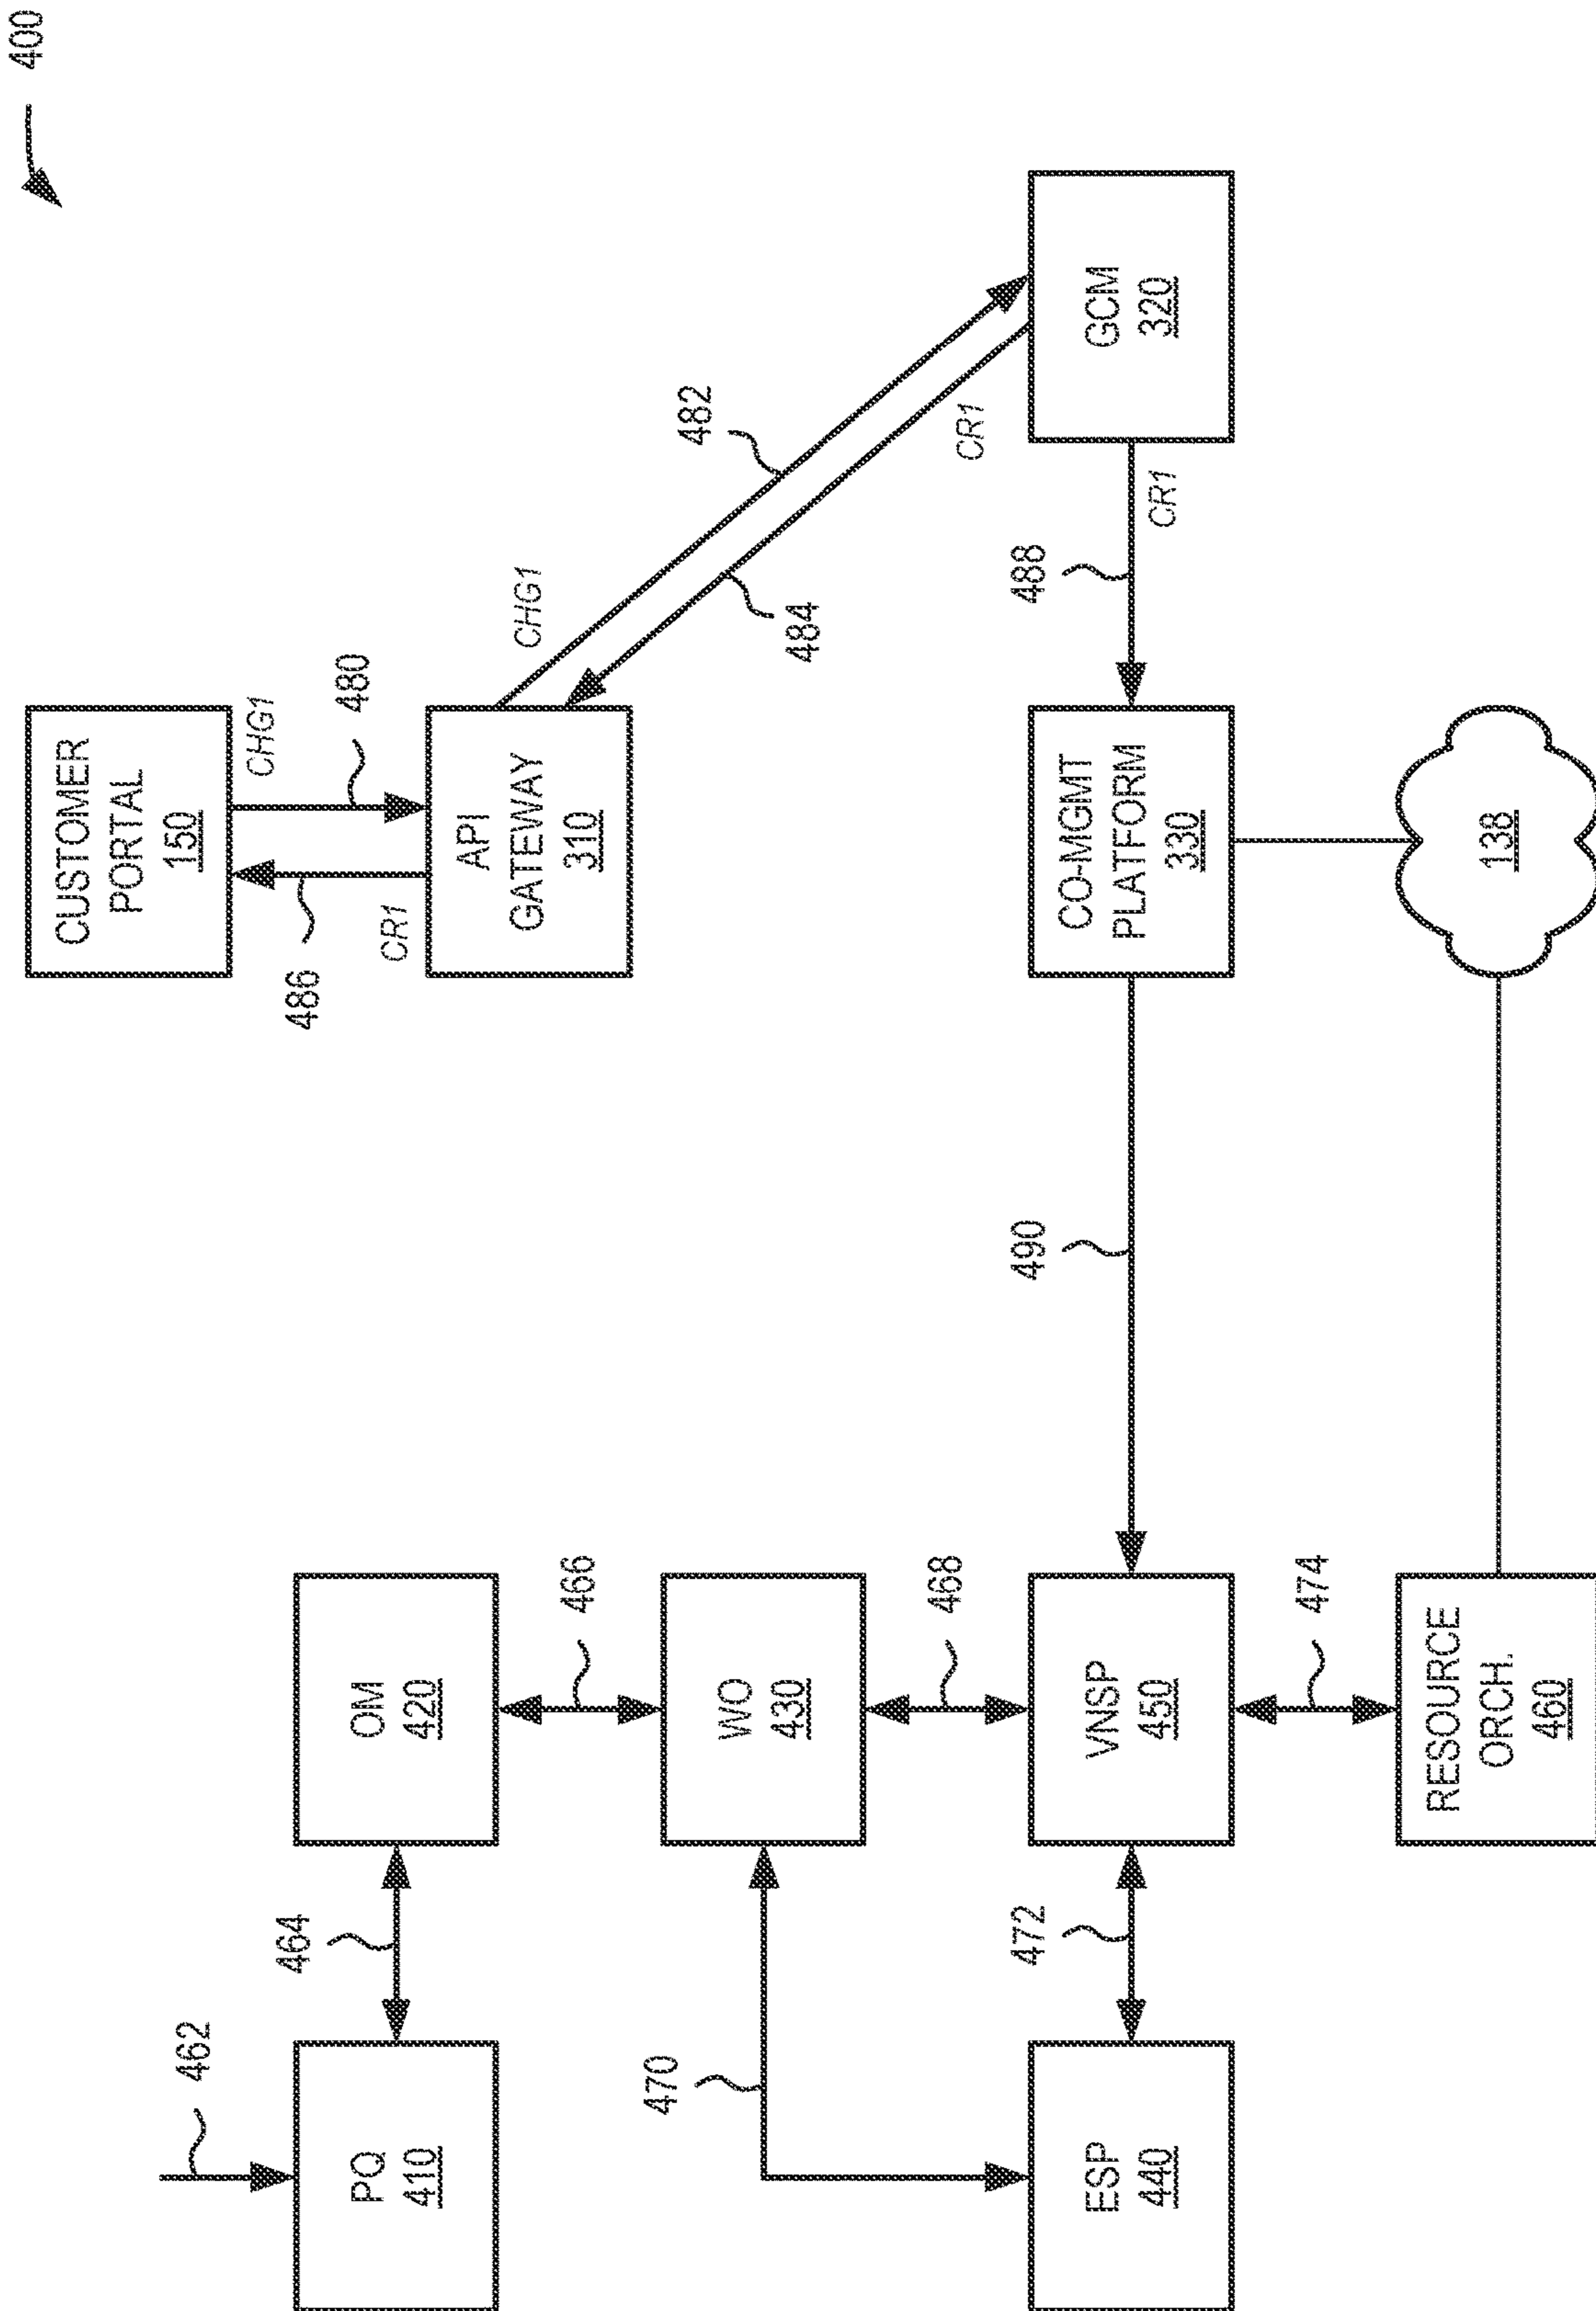 400
CUSTOMER
PORTAL
150
CHG1
480
486
CR1
API
GATEWAY
310
CHG1
482
484
CR1
GCM
320
CR1
488
CO-MGMT
PLATFORM
330
138
490
462
PQ
410
464
OM
420
466
WO
430
468
470
ESP
440
472
VNSP
450
474
RESOURCE
ORCH.
460